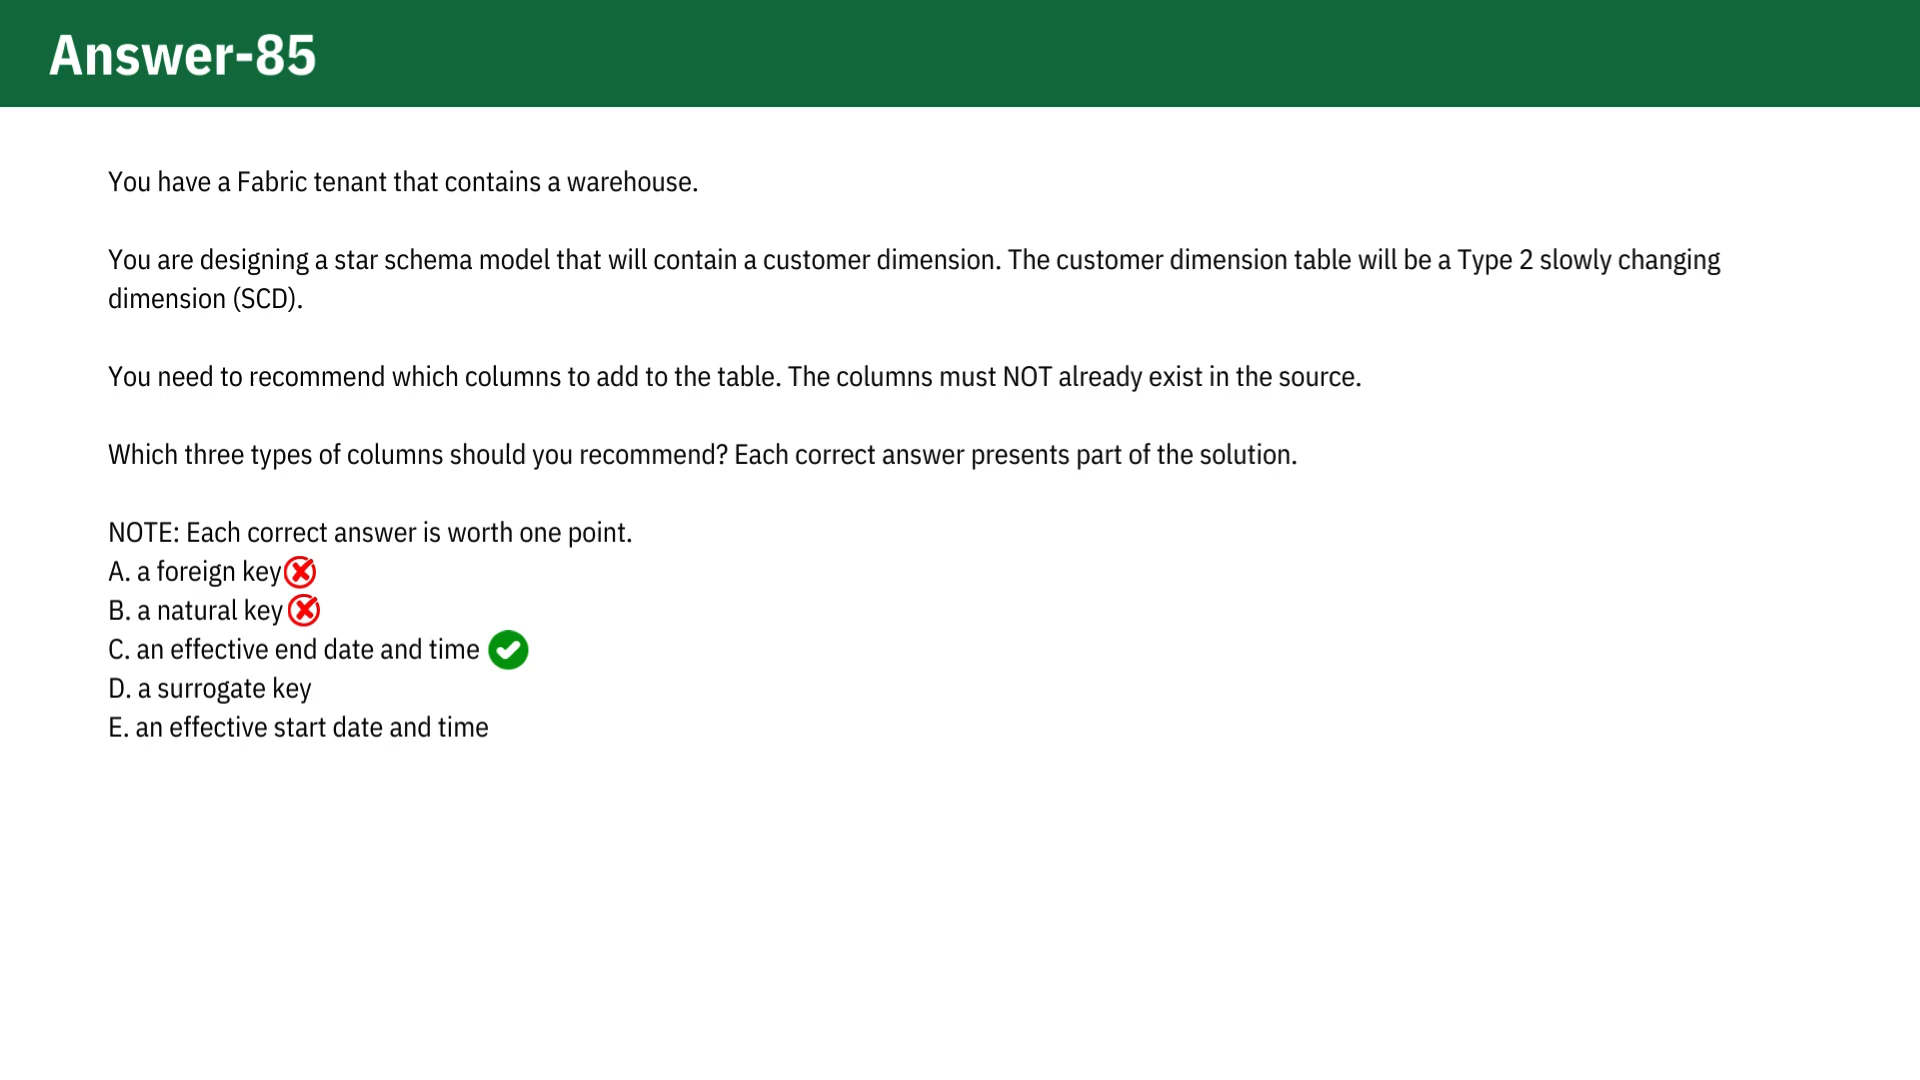 Answer-85
You have a Fabric tenant that contains a warehouse.
You are designing a star schema model that will contain a customer dimension. The customer dimension table will be a Type 2 slowly changing
dimension (SCD).
You need to recommend which columns to add to the table. The columns must NOT already exist in the source.
Which three types of columns should you recommend? Each correct answer presents part of the solution.
NOTE: Each correct answer is worth one point.
A. a foreign key
B. a natural key
C. an effective end date and time
D. a surrogate key
E. an effective start date and time